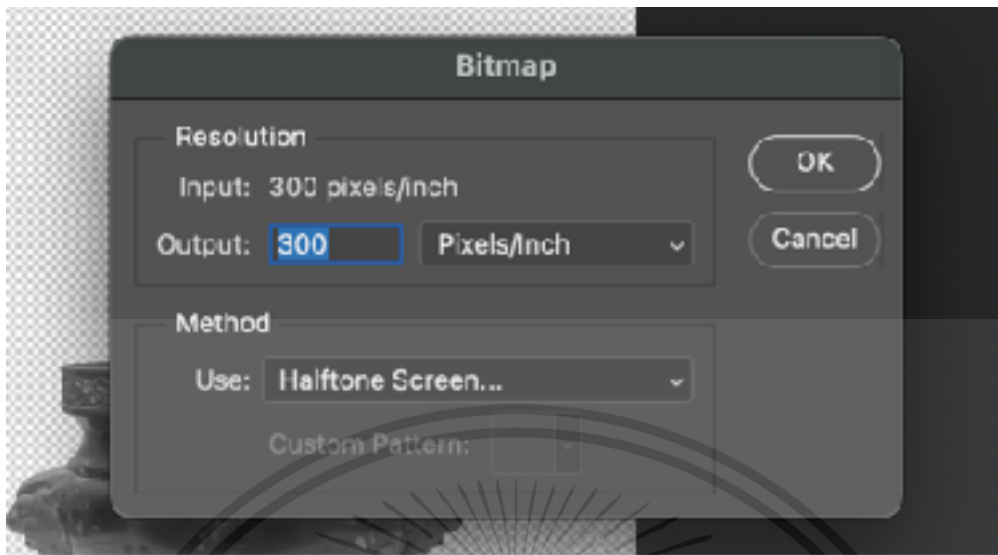 Bitmap
Resolution
Input: 300 pixels/inch
Output: 300 Pixels/Inch
OK
Cancel
Method
Use: Halftone Screen...
Custom Pattern: